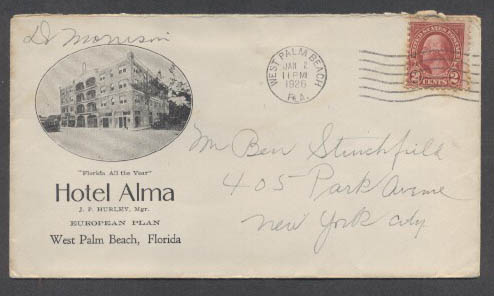 Dr Morrison
WEST PALM BEACH
JAN 2
11 PM
1926
FLA.
UNITED STATES POSTAGE
2 CENTS 2
"Florida All the Year"
Hotel Alma
J. P. HURLEY, Mgr.
EUROPEAN PLAN
West Palm Beach, Florida
Mr Ben Stinchfield
405 Park Avenue
New York City